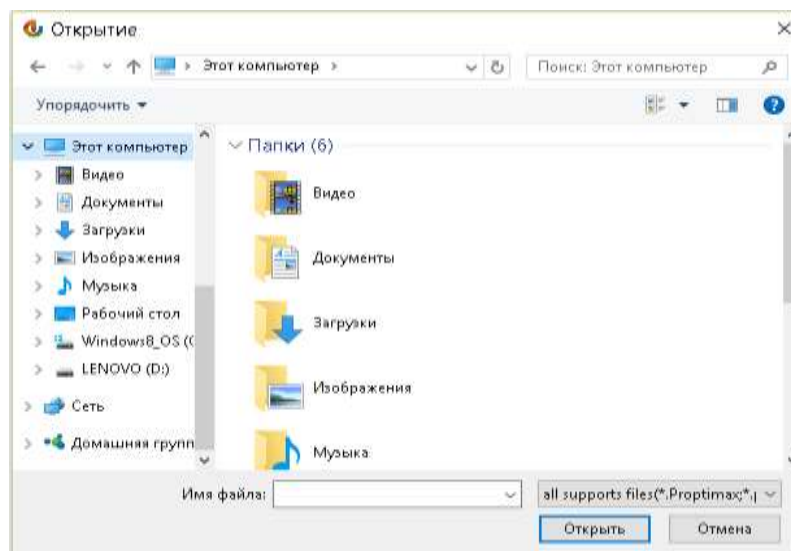 Открытие
Этот компьютер
Поиск: Этот компьютер
Упорядочить
Этот компьютер
Видео
Документы
Загрузки
Изображения
Музыка
Рабочий стол
Windows8_OS (C
LENOVO (D:)
Сеть
Домашняя групп
Папки (6)
Видео
Документы
Загрузки
Изображения
Музыка
Имя файла:
all supports files(*.Proptimax;*.p
Открыть
Отмена